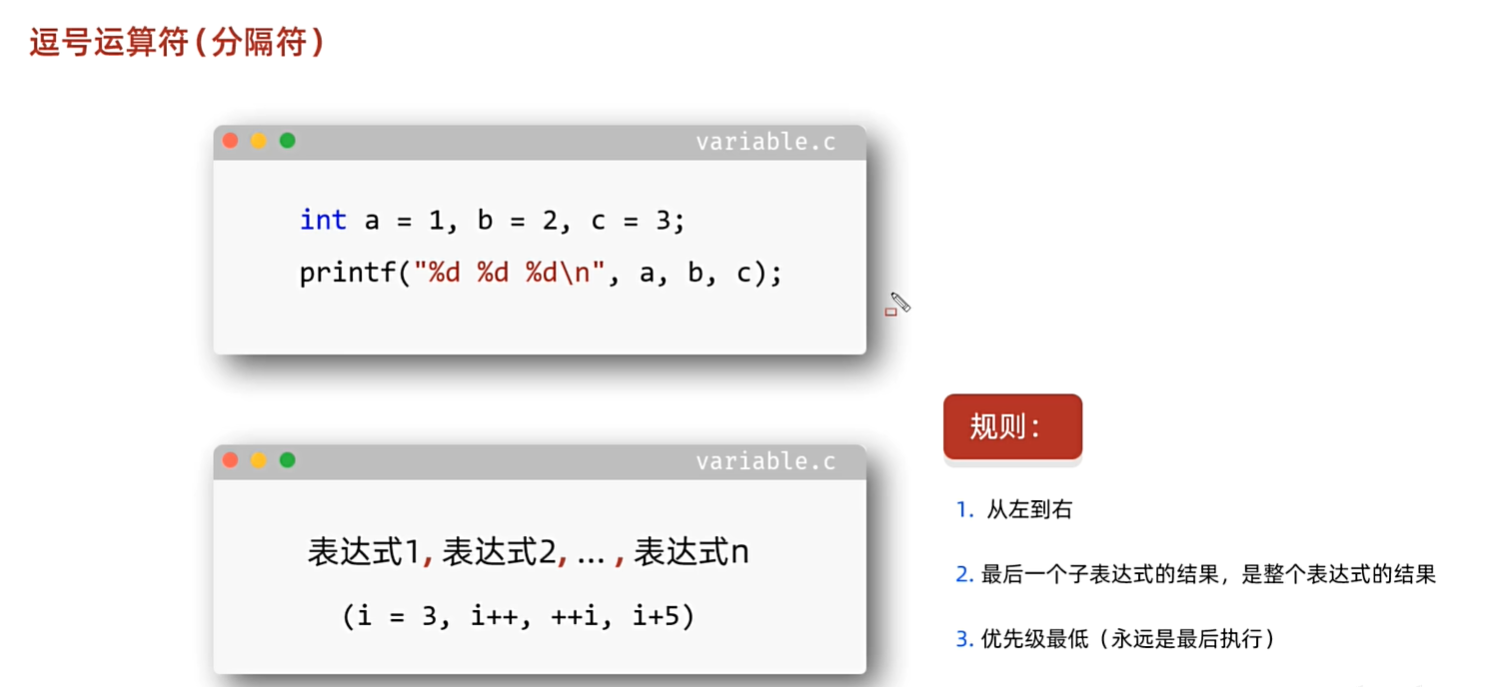 逗号运算符(分隔符)
variable.c
int a = 1, b = 2, c = 3;
printf("%d %d %d\n", a, b, c);
variable.c
表达式1, 表达式2, ... , 表达式n
(i = 3, i++, ++i, i+5)
规则：
1. 从左到右
2. 最后一个子表达式的结果，是整个表达式的结果
3. 优先级最低（永远是最后执行）